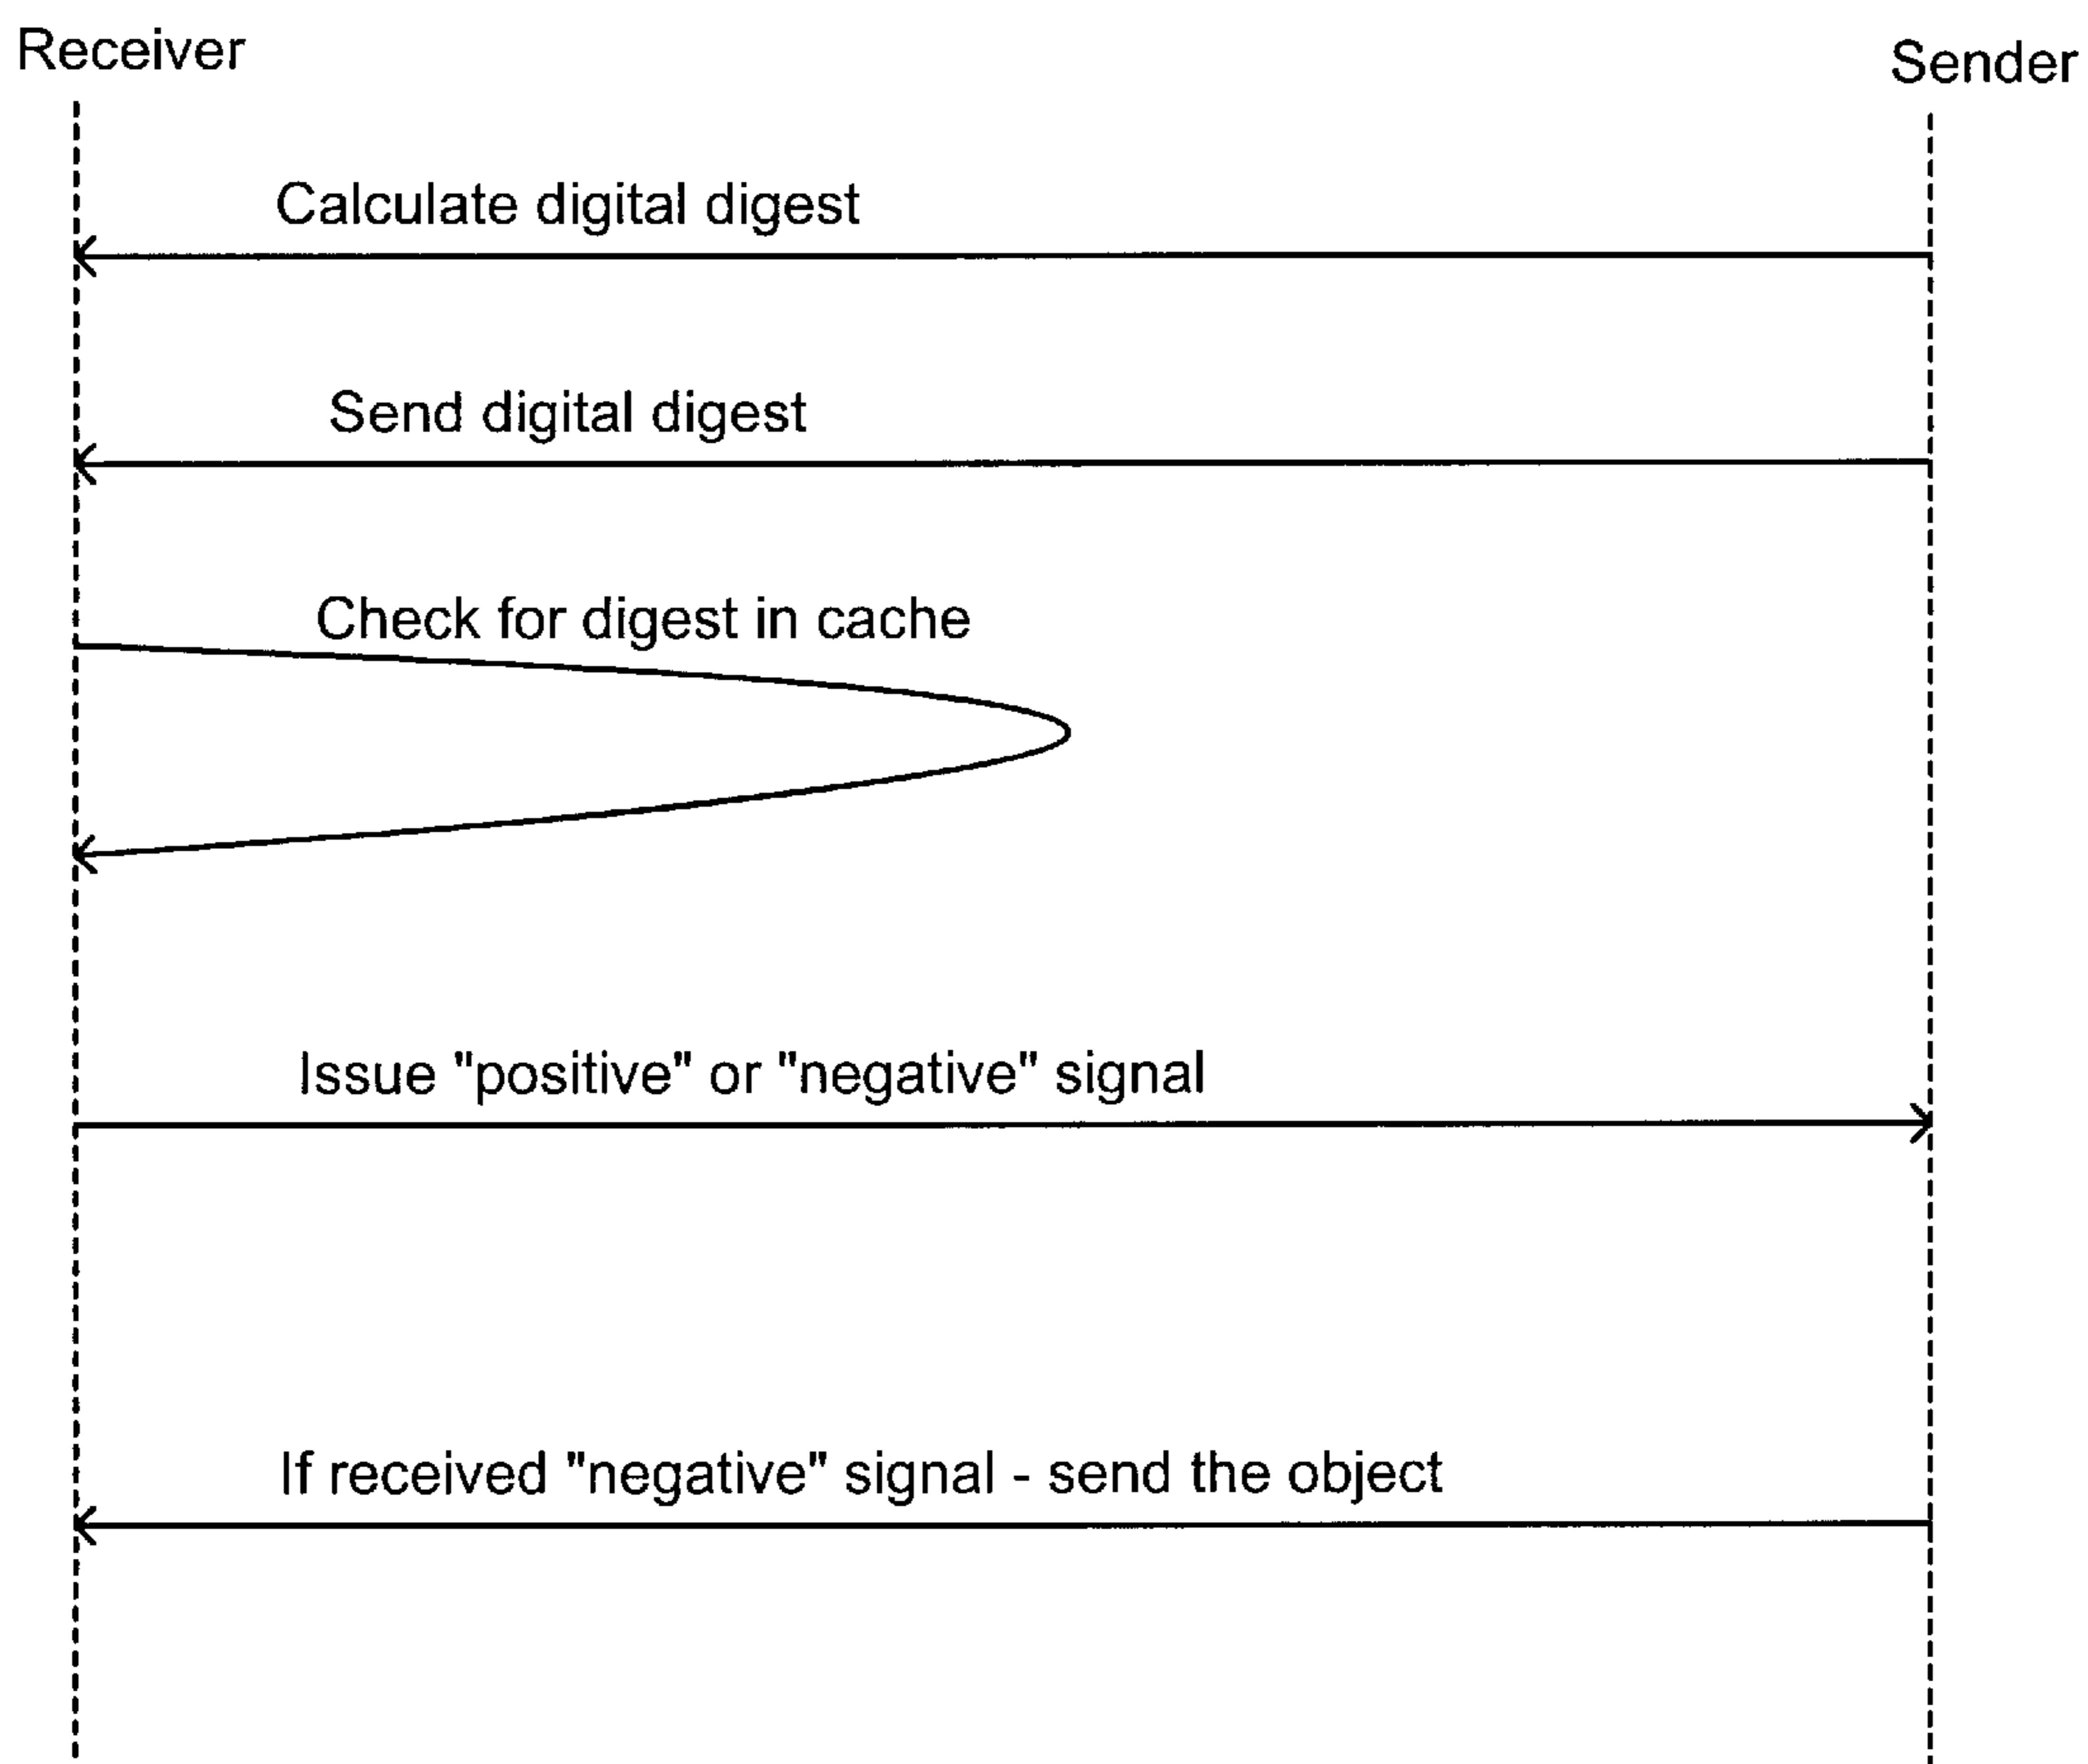 Receiver
Sender
Calculate digital digest
Send digital digest
Check for digest in cache
Issue "positive" or "negative" signal
If received "negative" signal - send the object